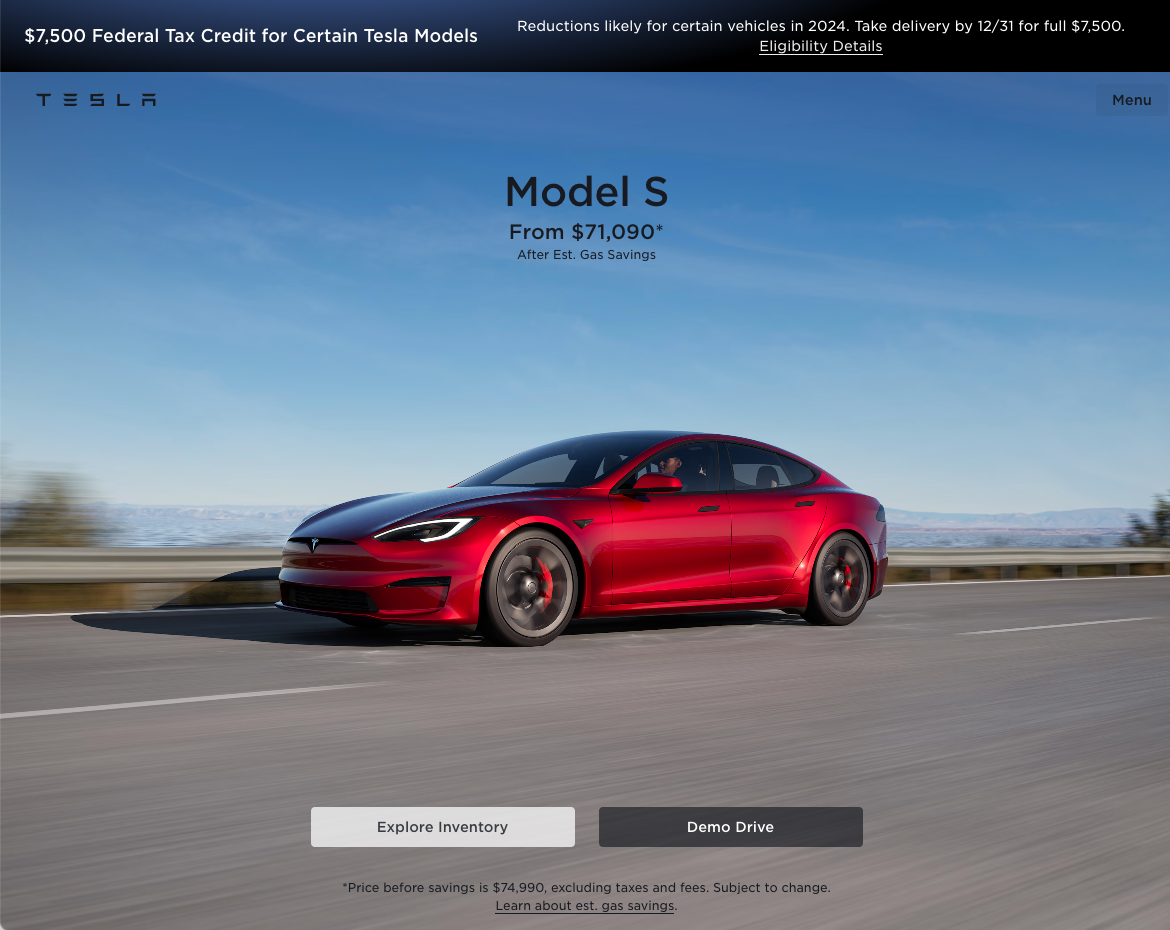 $7,500 Federal Tax Credit for Certain Tesla Models
Reductions likely for certain vehicles in 2024. Take delivery by 12/31 for full $7,500.
Eligibility Details
TESLA
Menu
Model S
From $71,090*
After Est. Gas Savings
Explore Inventory
Demo Drive
*Price before savings is $74,990, excluding taxes and fees. Subject to change.
Learn about est. gas savings.